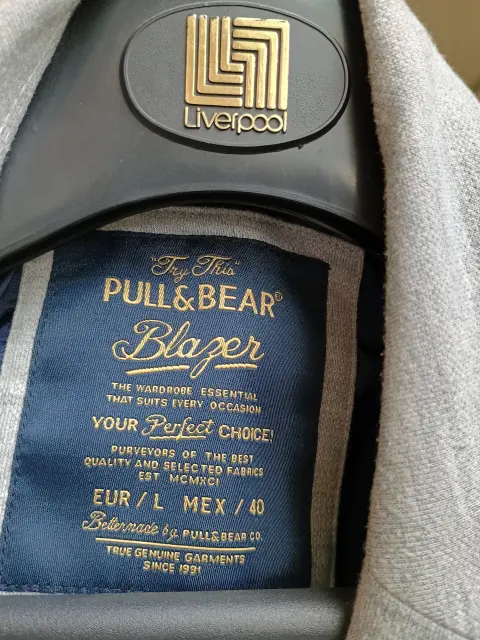 Liverpool
"Try This"
PULL&BEAR®
Blazer
THE WARDROBE ESSENTIAL
THAT SUITS EVERY OCCASION
YOUR Perfect CHOICE!
PURVEYORS OF THE BEST
QUALITY AND SELECTED FABRICS
EST MCMXCI
EUR / L MEX / 40
Bettermade by PULL&BEAR CO.
TRUE GENUINE GARMENTS
SINCE 1991